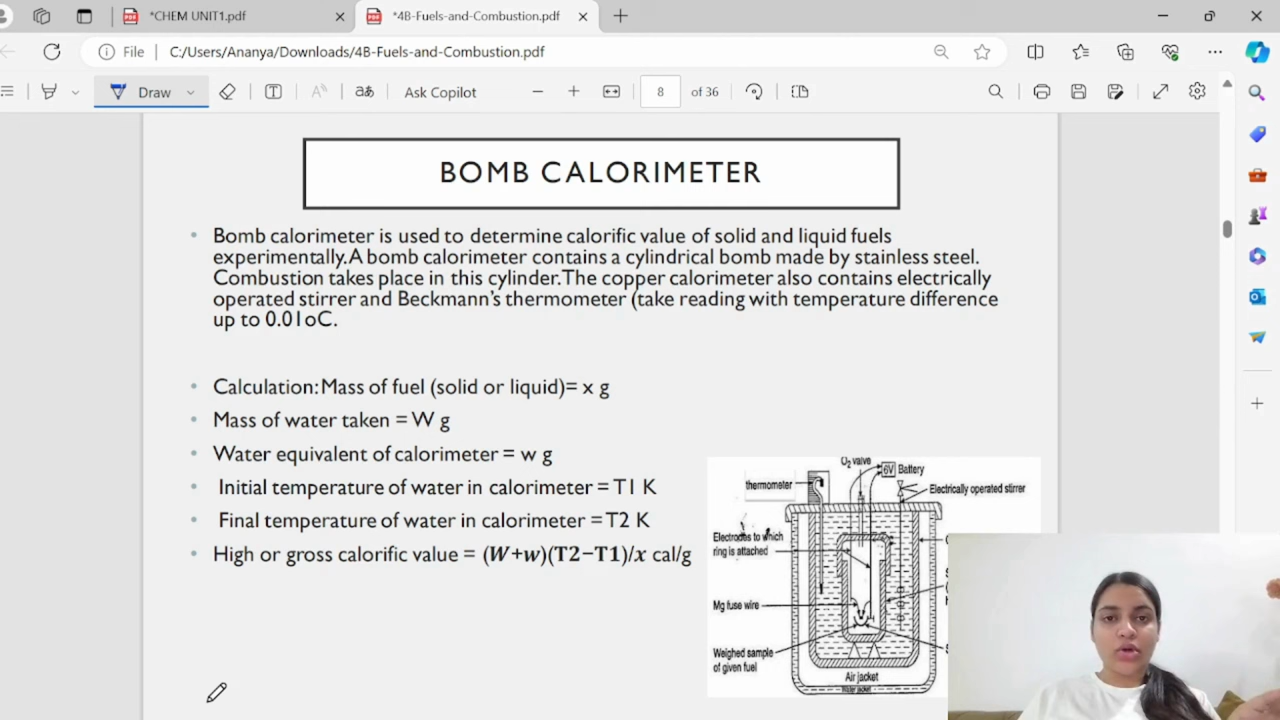 *CHEM UNIT1.pdf
*4B-Fuels-and-Combustion.pdf
File
C:/Users/Ananya/Downloads/4B-Fuels-and-Combustion.pdf
Draw
Ask Copilot
8
of 36
BOMB CALORIMETER
• Bomb calorimeter is used to determine calorific value of solid and liquid fuels
experimentally. A bomb calorimeter contains a cylindrical bomb made by stainless steel.
Combustion takes place in this cylinder. The copper calorimeter also contains electrically
operated stirrer and Beckmann's thermometer (take reading with temperature difference
up to 0.01oC.
• Calculation: Mass of fuel (solid or liquid)= x g
• Mass of water taken = W g
• Water equivalent of calorimeter = w g
• Initial temperature of water in calorimeter = T1 K
• Final temperature of water in calorimeter = T2 K
• High or gross calorific value = (W+w)(T2−T1)/x cal/g
O2 valve
6V Battery
thermometer
Electrically operated stirrer
Electrodes to which
ring is attached
Mg fuse wire
Weighed sample
of given fuel
Air jacket
Water jacket